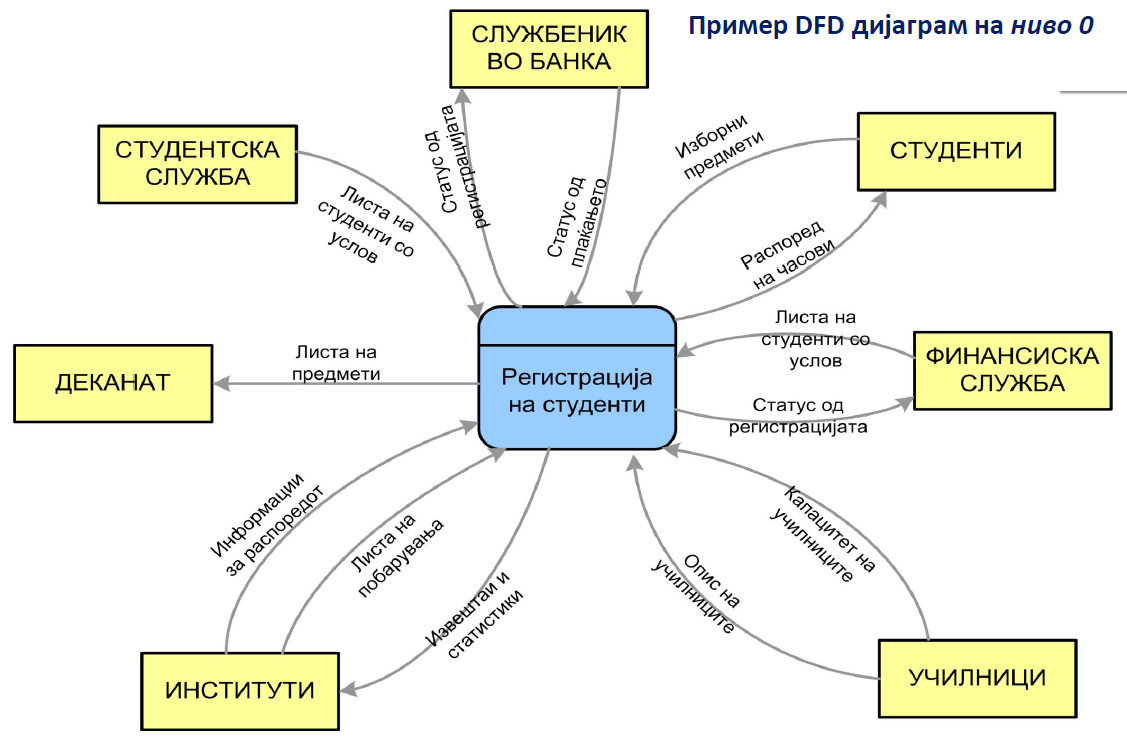 Пример DFD дијаграм на ниво 0
СЛУЖБЕНИК
ВО БАНКА
СТУДЕНТСКА
СЛУЖБА
СТУДЕНТИ
Статус од
регистрацијата
Статус од
плаќањето
Изборни
предмети
Листа на
студенти со
услов
Распоред
на часови
ДЕКАНАТ
Листа на
предмети
Регистрација
на студенти
Листа на
студенти со
услов
Статус од
регистрацијата
ФИНАНСИСКА
СЛУЖБА
Информации
за распоредот
Листа на
побарувања
Извештаи и
статистики
Опис на
училниците
Капацитет на
училниците
ИНСТИТУТИ
УЧИЛНИЦИ